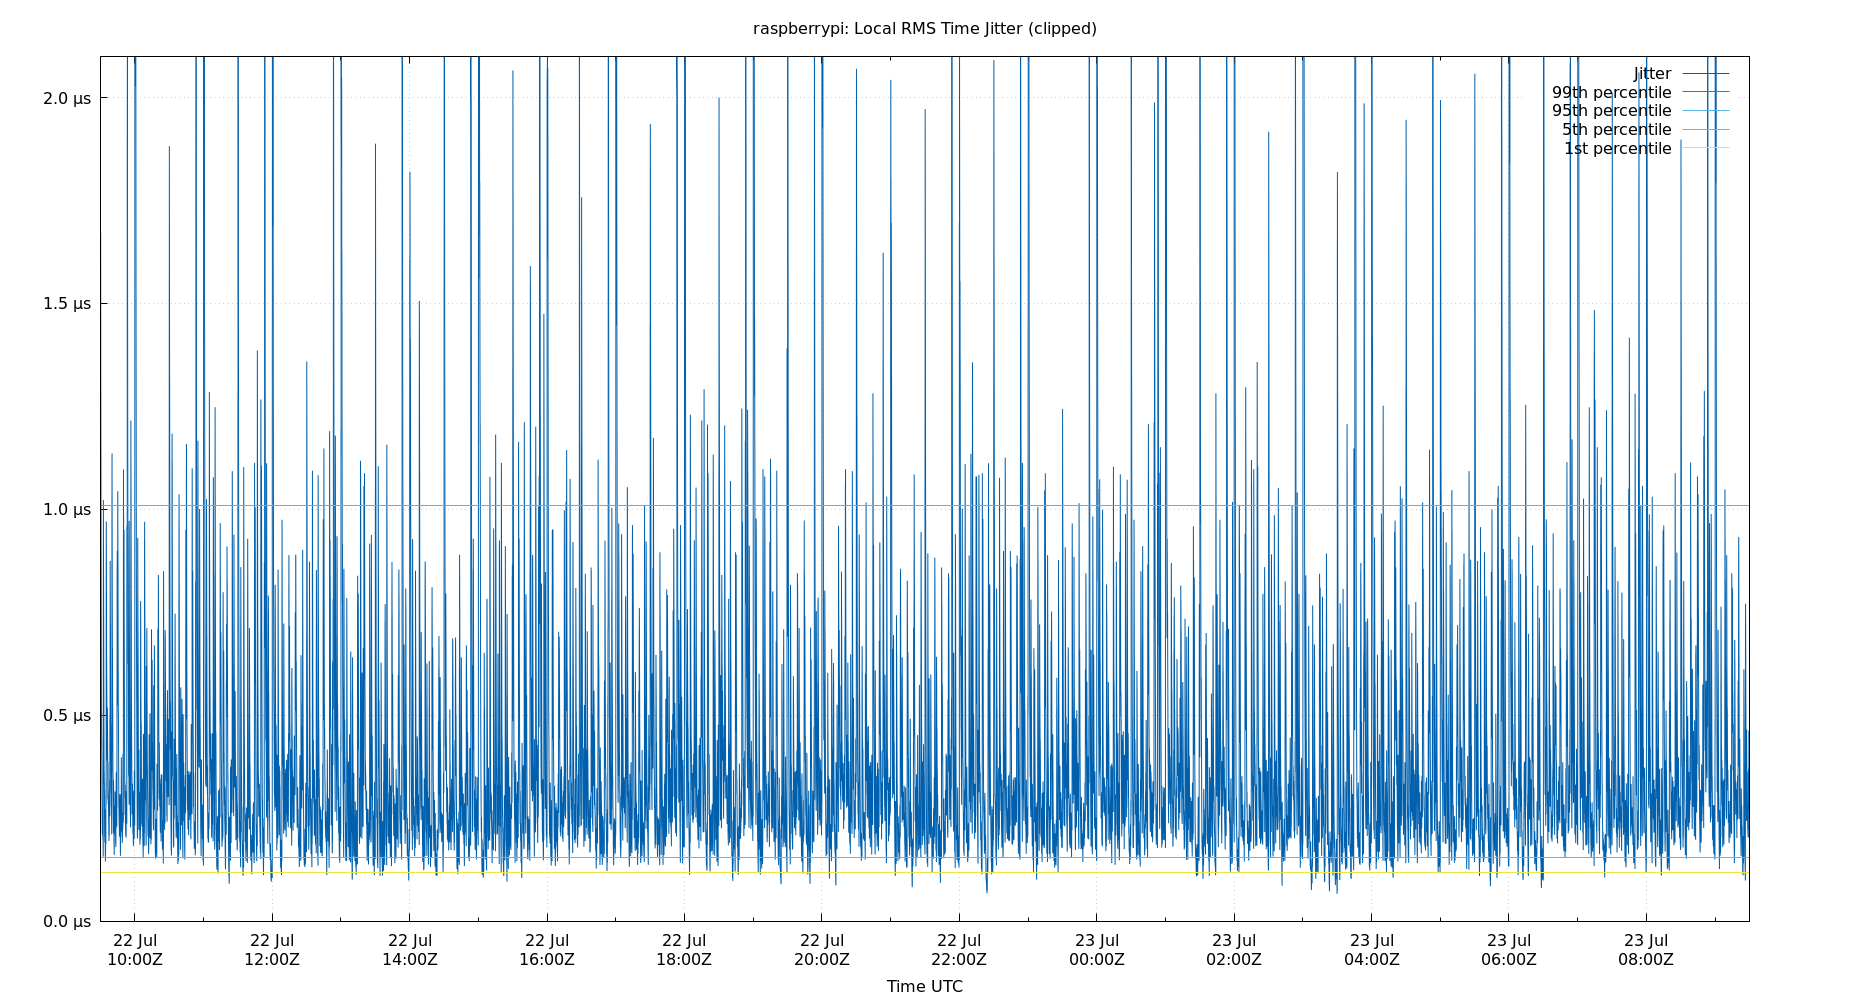 raspberrypi: Local RMS Time Jitter (clipped)
2.0 µs
1.5 µs
1.0 µs
0.5 µs
0.0 µs
Jitter
99th percentile
95th percentile
5th percentile
1st percentile
22 Jul 22 Jul 22 Jul 22 Jul 22 Jul 22 Jul 22 Jul 23 Jul 23 Jul 23 Jul 23 Jul 23 Jul
10:00Z 12:00Z 14:00Z 16:00Z 18:00Z 20:00Z 22:00Z 00:00Z 02:00Z 04:00Z 06:00Z 08:00Z
Time UTC